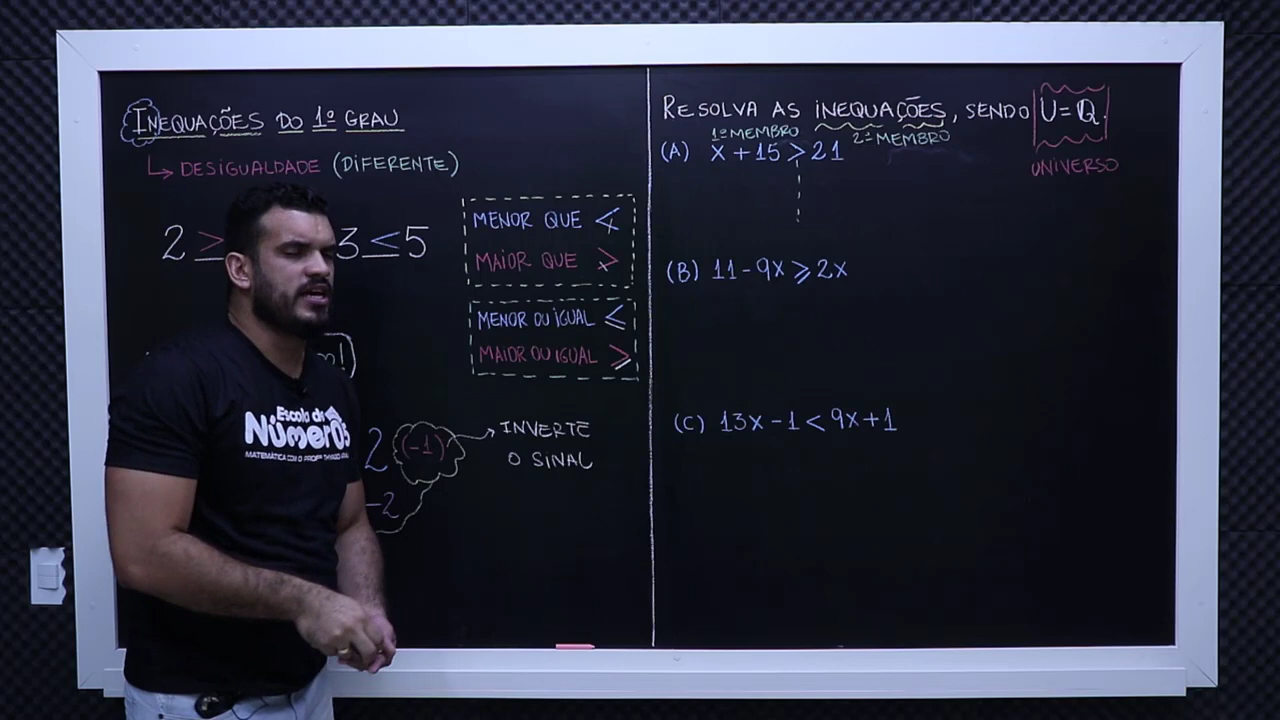 INEQUAÇÕES DO 1º GRAU
DESIGUALDADE (DIFERENTE)
2 ≥
3 ≤ 5
MENOR QUE <
MAIOR QUE >
MENOR OU IGUAL ≤
MAIOR OU IGUAL ≥
2 (-1)
INVERTE
O SINAL
-2
Escola de
Números
RESOLVA AS INEQUAÇÕES, SENDO U=Q.
UNIVERSO
1º MEMBRO 2º MEMBRO
(A) X + 15 > 21
(B) 11 - 9X ⩾ 2X
(C) 13X - 1 < 9X + 1